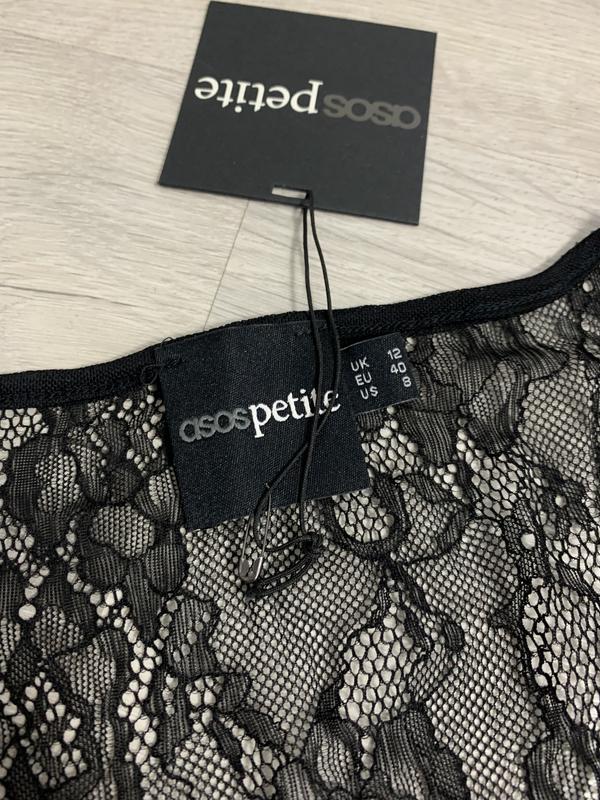 asos petite
asos petite
UK 12
EU 40
US 8